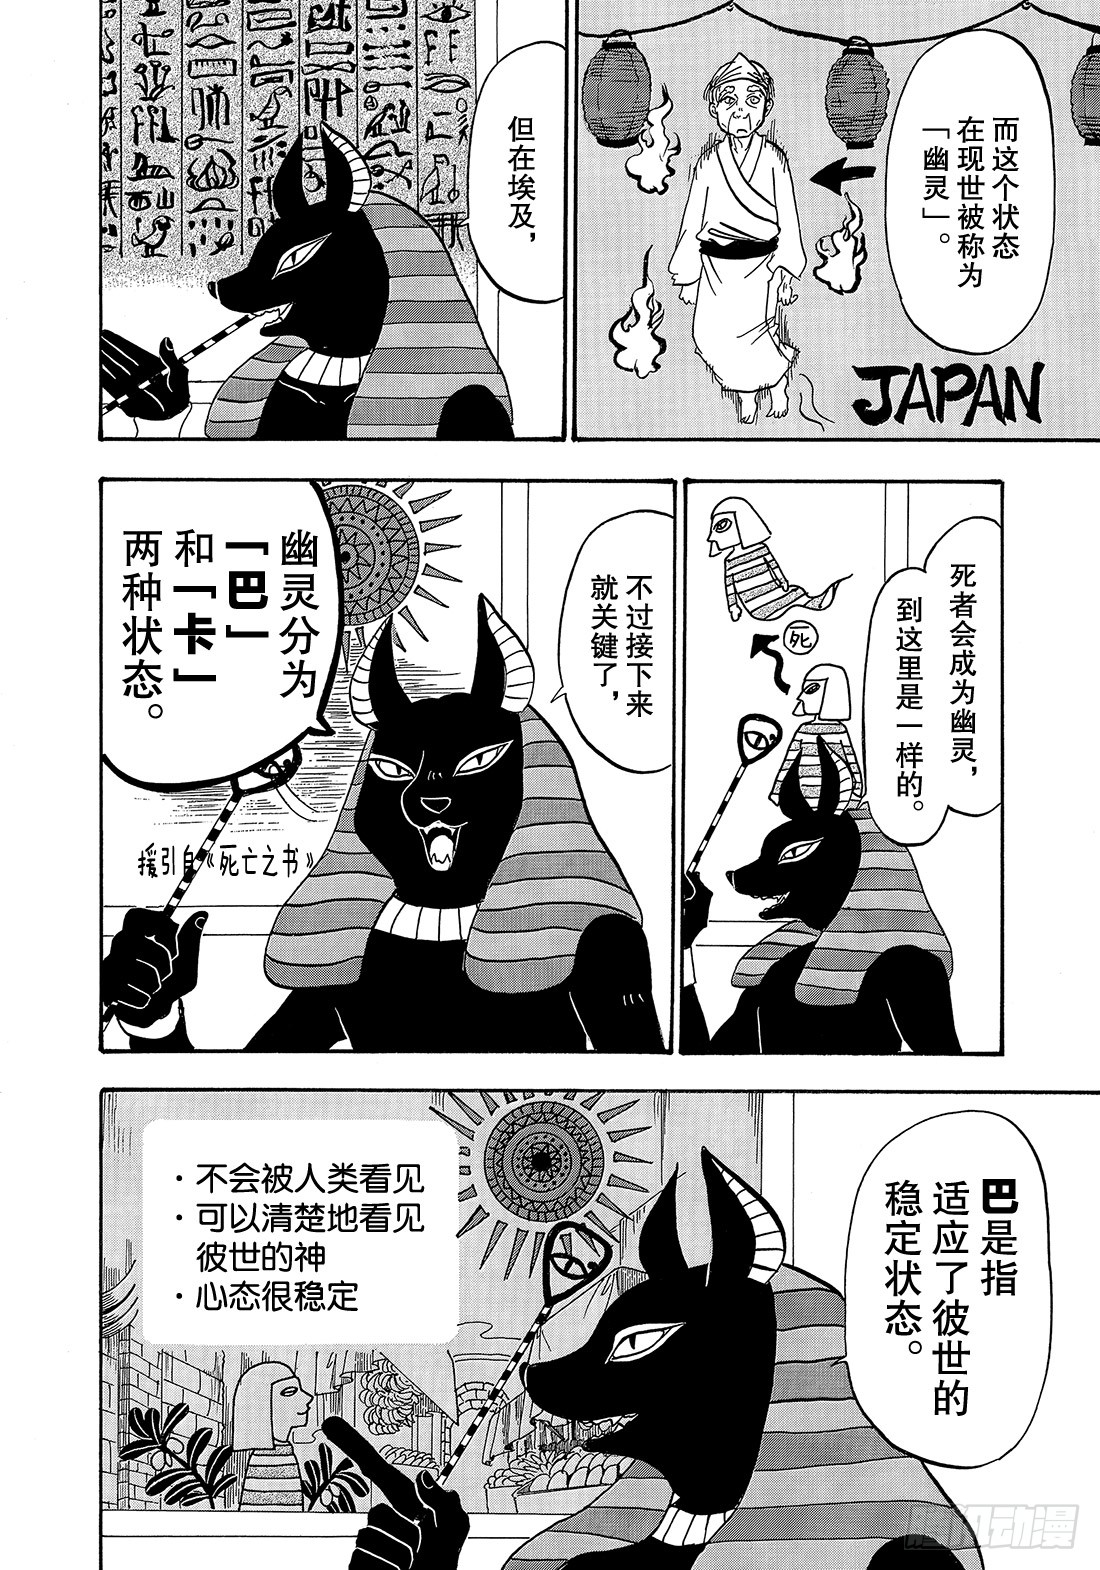 而这个状态
在现世被称为
「幽灵」。
JAPAN
但在埃及，
死者会成为幽灵，
到这里是一样的。
死
不过接下来
就关键了，
幽灵分为
「巴」
和「卡」
两种状态。
援引自《死亡之书》
巴是指
适应了彼世的
稳定状态。
·不会被人类看见
·可以清楚地看见
彼世的神
·心态很稳定